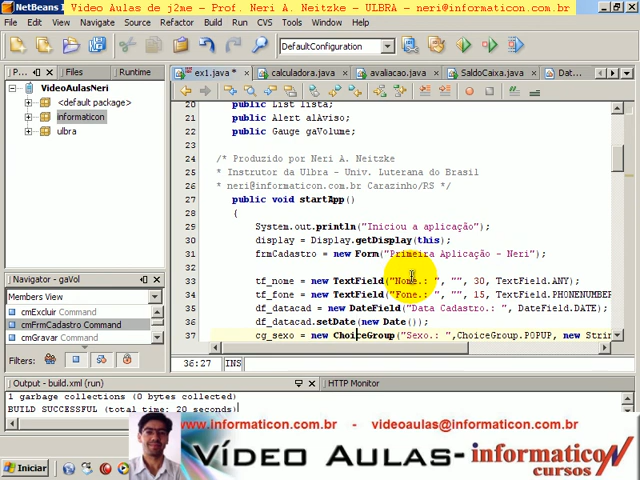 NetBeans I
Video Aulas de j2me - Prof. Neri A. Neitzke - ULBRA - neri@informaticon.com.br
File Edit View Navigate Source Refactor Build Run CVS Tools Window Help
DefaultConfiguration
P... Files Runtime
ex1.java * calculadora.java avaliacao.java SaldoCaixa.java Dat...
VideoAulasNeri
<default package>
informaticon
ulbra
20 public List lista;
21 public Alert alAviso;
22 public Gauge gaVolume;
23
24 /* Produzido por Neri A. Neitzke
25 * Instrutor da Ulbra - Univ. Luterano do Brasil
26 * neri@informaticon.com.br Carazinho/RS */
27 public void startApp()
28 {
29 System.out.println("Iniciou a aplicação");
30 display = Display.getDisplay(this);
31 frmCadastro = new Form("Primeira Aplicação - Neri");
32
33 tf_nome = new TextField("Nome.: ", "", 30, TextField.ANY);
34 tf_fone = new TextField("Fone.: ", "", 15, TextField.PHONENUMBER
35 df_datacad = new DateField("Data Cadastro.: ", DateField.DATE);
36 df_datacad.setDate(new Date());
37 cg_sexo = new ChoiceGroup("Sexo.: ",ChoiceGroup.POPUP, new Strin
Navigator - gaVol
Members View
cmExcluir Command
cmFrmCadastro Command
cmGravar Command
Filters:
36:27 INS
Output - build.xml (run)
HTTP Monitor
1 garbage collections (0 bytes collected)
BUILD SUCCESSFUL (total time: 20 seconds)
www.informaticon.com.br - videoaulas@informaticon.com.br
VÍDEO AULAS-informaticon
CURSOS
Iniciar